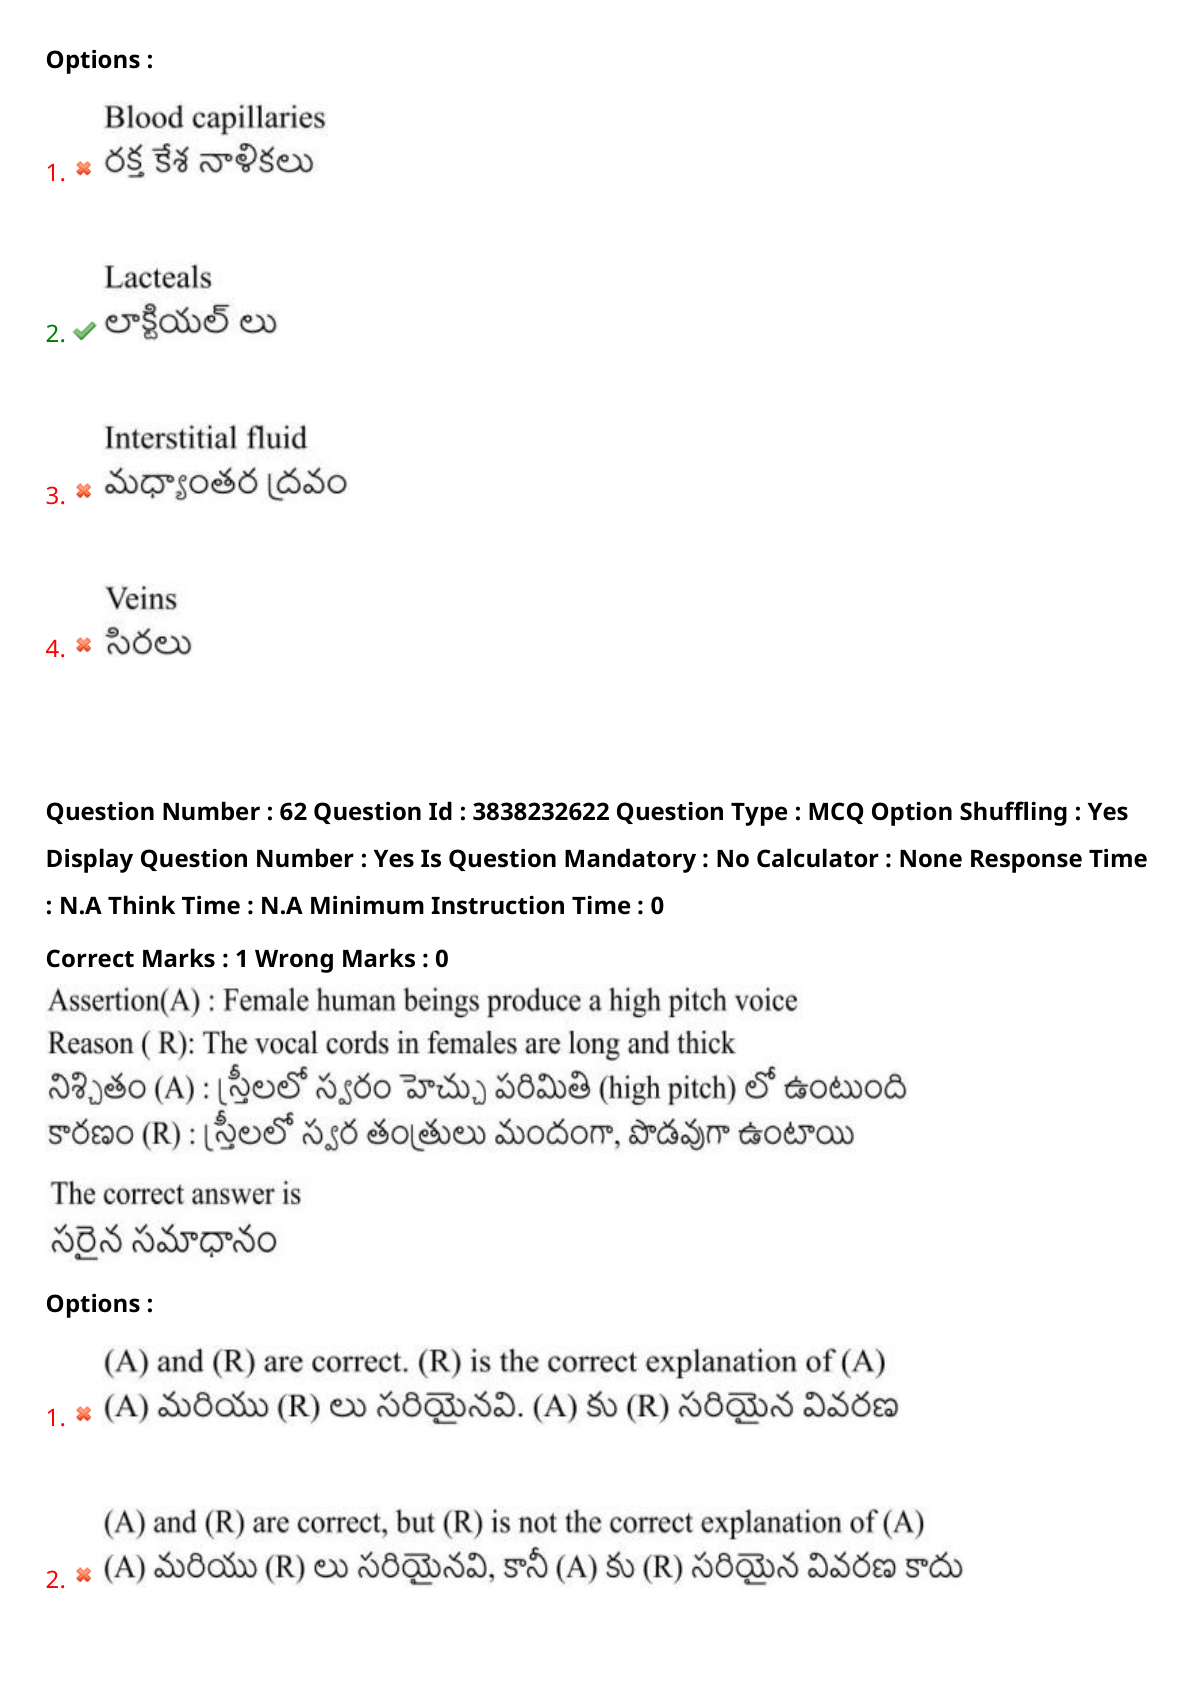 Options :
Blood capillaries
1. రక్త కేశ నాళికలు
Lacteals
2. లాక్టియల్ లు
Interstitial fluid
3. మధ్యాంతర ద్రవం
Veins
4. సిరలు
Question Number : 62 Question Id : 3838232622 Question Type : MCQ Option Shuffling : Yes
Display Question Number : Yes Is Question Mandatory : No Calculator : None Response Time
: N.A Think Time : N.A Minimum Instruction Time : 0
Correct Marks : 1 Wrong Marks : 0
Assertion(A) : Female human beings produce a high pitch voice
Reason ( R): The vocal cords in females are long and thick
నిశ్చితం (A) : స్త్రీలలో స్వరం హెచ్చు పరిమితి (high pitch) లో ఉంటుంది
కారణం (R) : స్త్రీలలో స్వర తంత్రులు మందంగా, పొడవుగా ఉంటాయి
The correct answer is
సరైన సమాధానం
Options :
(A) and (R) are correct. (R) is the correct explanation of (A)
1. (A) మరియు (R) లు సరియైనవి. (A) కు (R) సరియైన వివరణ
(A) and (R) are correct, but (R) is not the correct explanation of (A)
2. (A) మరియు (R) లు సరియైనవి, కానీ (A) కు (R) సరియైన వివరణ కాదు